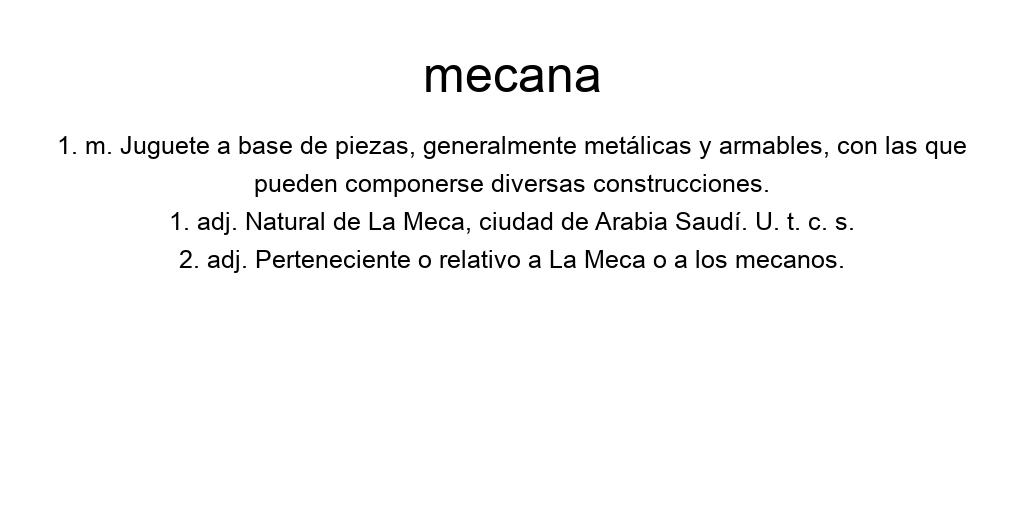 mecana
1. m. Juguete a base de piezas, generalmente metálicas y armables, con las que
pueden componerse diversas construcciones.
1. adj. Natural de La Meca, ciudad de Arabia Saudí. U. t. c. s.
2. adj. Perteneciente o relativo a La Meca o a los mecanos.